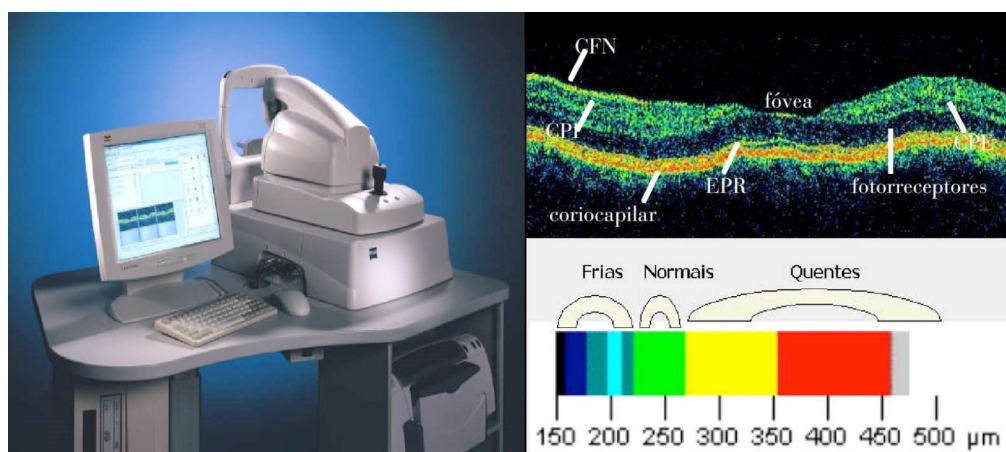 CFN
fóvea
CPI
CPE
EPR
fotorreceptores
coriocapilar
Frias Normais Quentes
150 200 250 300 350 400 450 500 µm